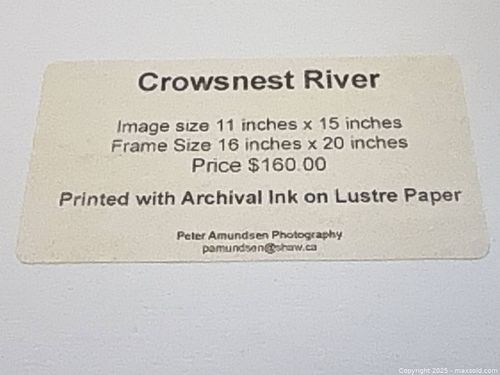 Crowsnest River
Image size 11 inches x 15 inches
Frame Size 16 inches x 20 inches
Price $160.00
Printed with Archival Ink on Lustre Paper
Peter Amundsen Photography
pamundsen@shaw.ca
Copyright 2025 - maxsold.com